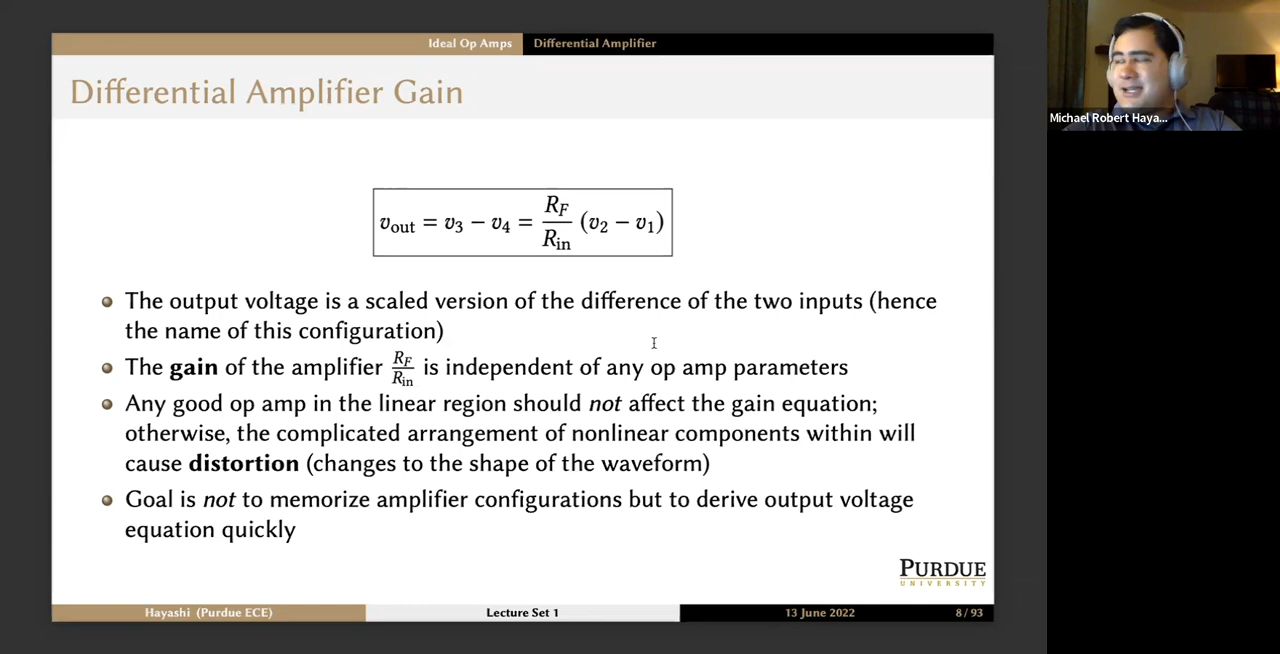 Ideal Op Amps Differential Amplifier
Differential Amplifier Gain
v_out = v_3 − v_4 = R_F / R_in (v_2 − v_1)
The output voltage is a scaled version of the difference of the two inputs (hence
the name of this configuration)
The gain of the amplifier R_F / R_in is independent of any op amp parameters
Any good op amp in the linear region should not affect the gain equation;
otherwise, the complicated arrangement of nonlinear components within will
cause distortion (changes to the shape of the waveform)
Goal is not to memorize amplifier configurations but to derive output voltage
equation quickly
PURDUE
UNIVERSITY
Hayashi (Purdue ECE) Lecture Set 1 13 June 2022 8 / 93
Michael Robert Haya...